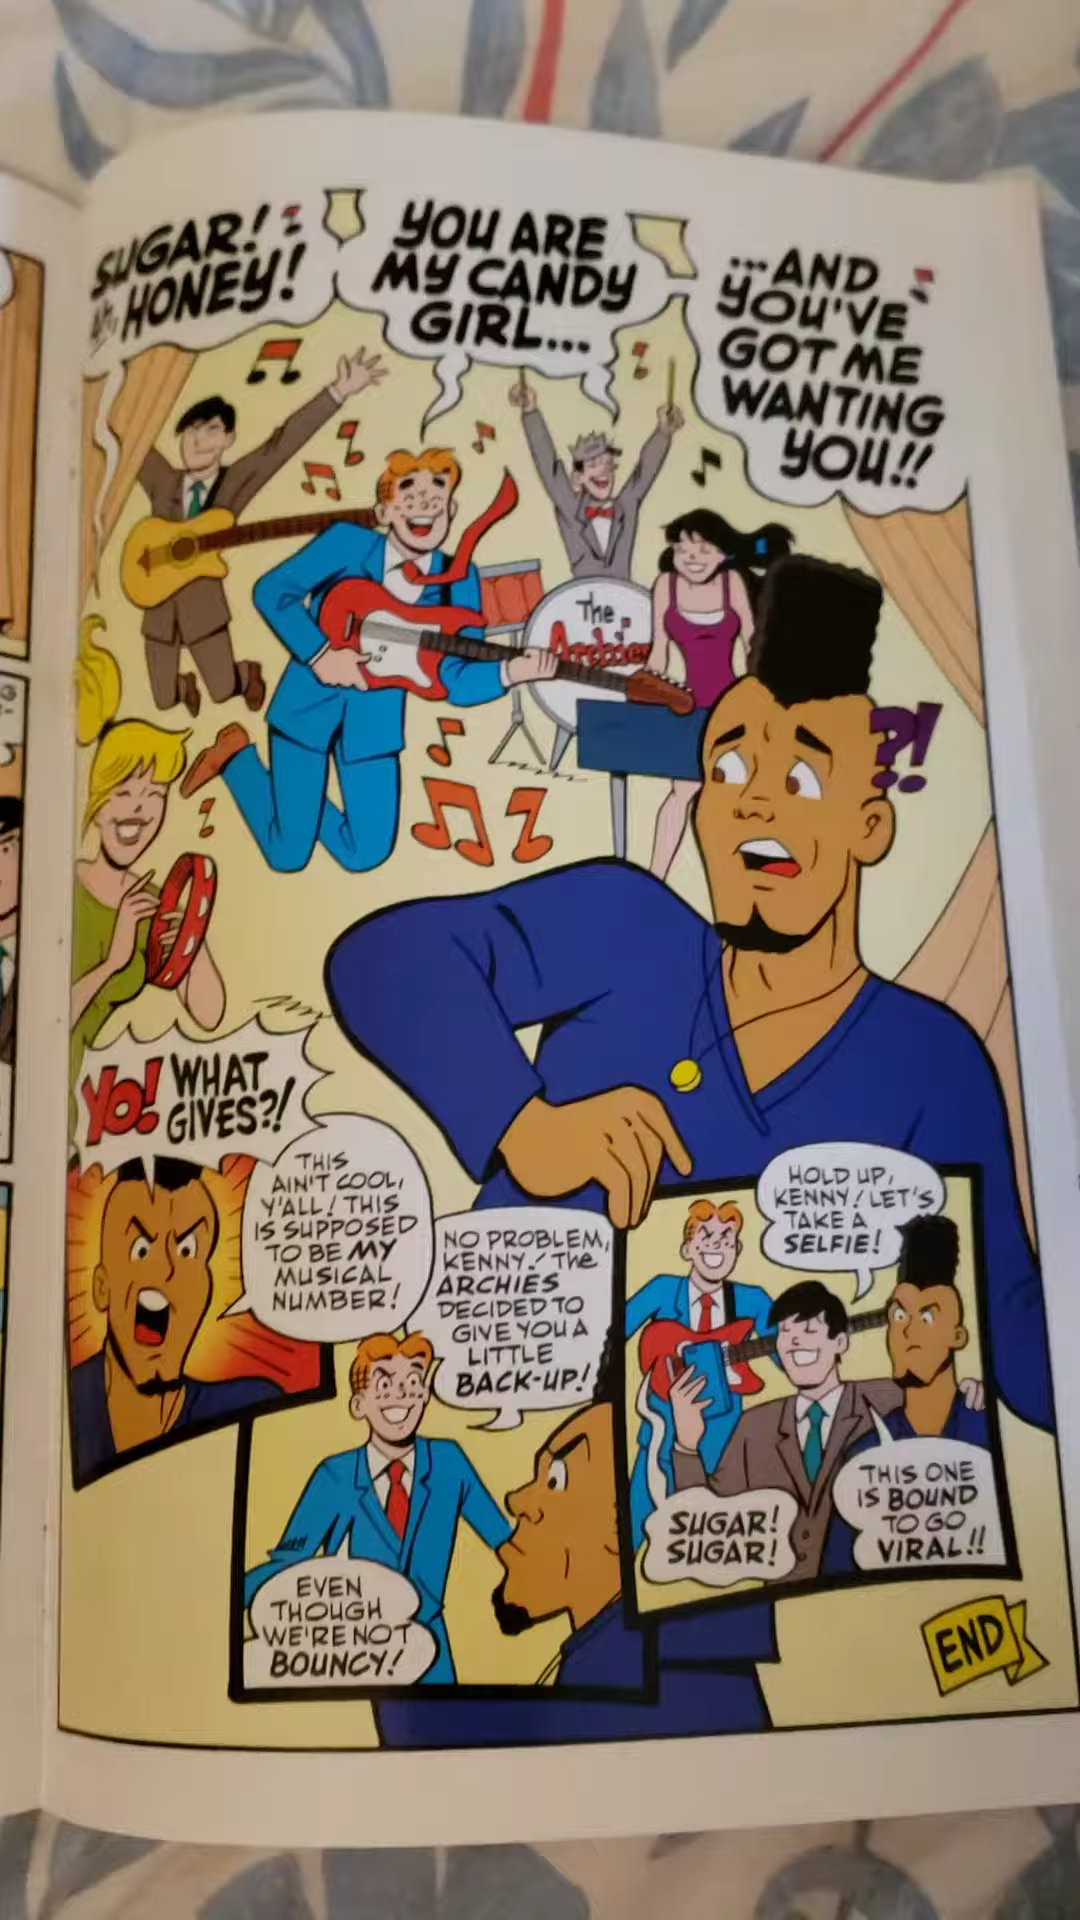 SUGAR!
AH, HONEY!
YOU ARE
MY CANDY
GIRL...
...AND
YOU'VE
GOT ME
WANTING
YOU!!
The
Archies
?!
YO! WHAT
GIVES?!
THIS
AIN'T COOL,
Y'ALL! THIS
IS SUPPOSED
TO BE MY
MUSICAL
NUMBER!
NO PROBLEM,
KENNY! The
ARCHIES
DECIDED TO
GIVE YOU A
LITTLE
BACK-UP!
EVEN
THOUGH
WE'RE NOT
BOUNCY!
HOLD UP,
KENNY! LET'S
TAKE A
SELFIE!
SUGAR!
SUGAR!
THIS ONE
IS BOUND
TO GO
VIRAL!!
END